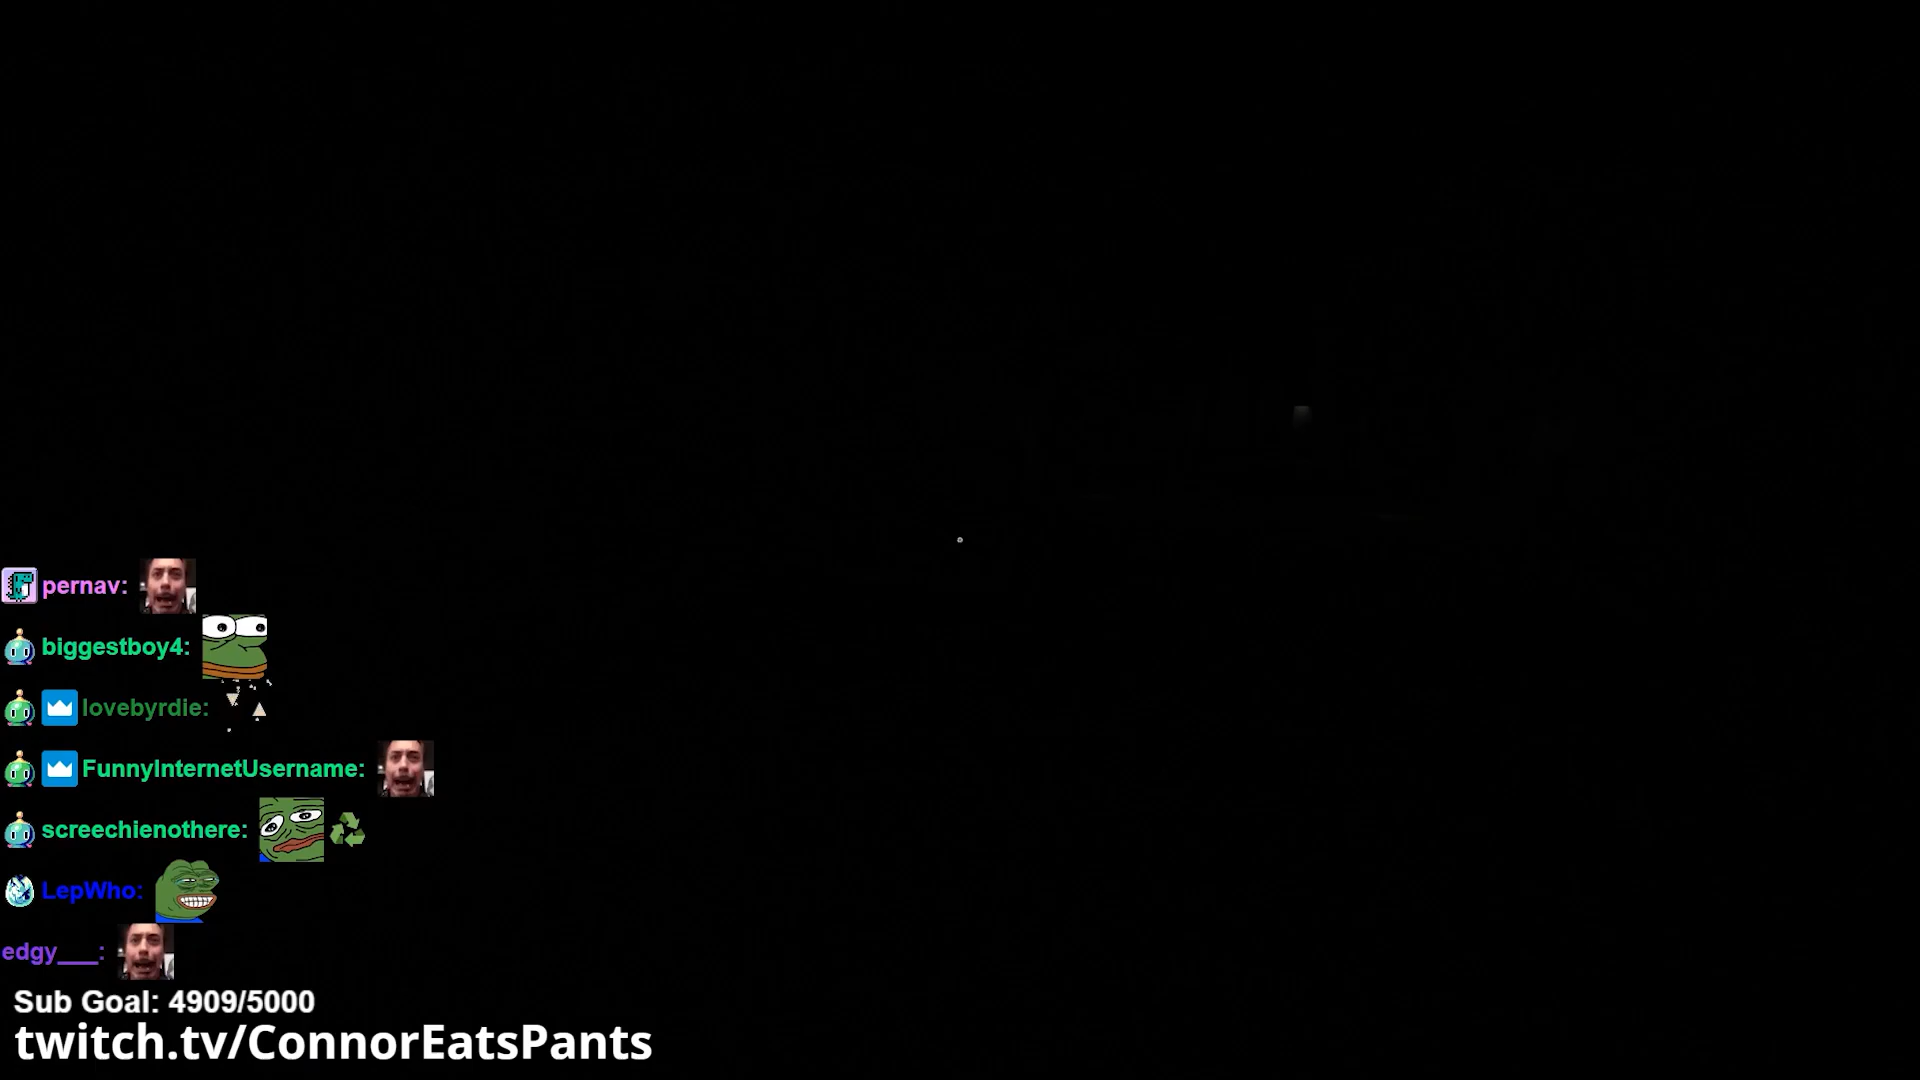 pernav:
biggestboy4:
lovebyrdie:
FunnyInternetUsername:
screechienothere:
LepWho:
edgy___:
Sub Goal: 4909/5000
twitch.tv/ConnorEatsPants